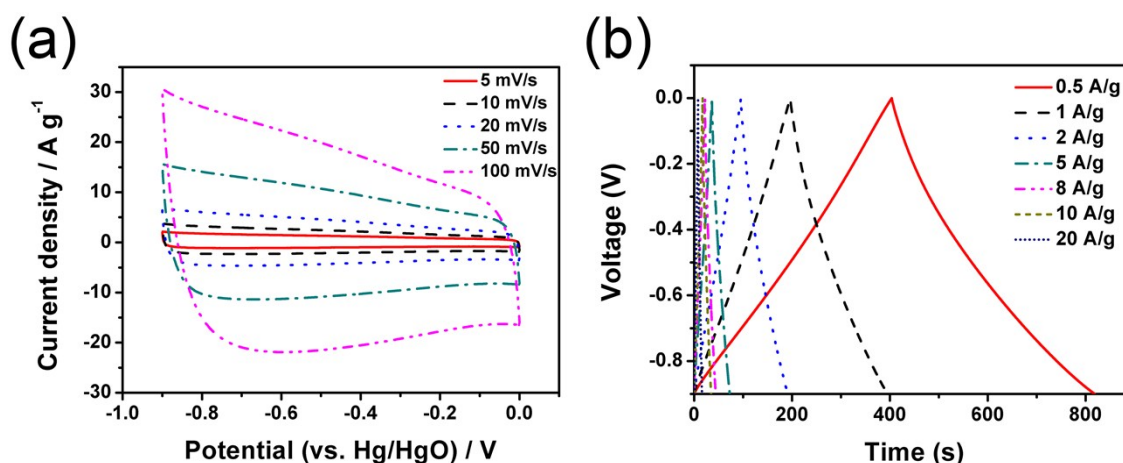 (a)
Current density / A g⁻¹
30
20
10
0
-10
-20
-30
-1.0
-0.8
-0.6
-0.4
-0.2
0.0
Potential (vs. Hg/HgO) / V
5 mV/s
10 mV/s
20 mV/s
50 mV/s
100 mV/s
(b)
Voltage (V)
0.0
-0.2
-0.4
-0.6
-0.8
0
200
400
600
800
Time (s)
0.5 A/g
1 A/g
2 A/g
5 A/g
8 A/g
10 A/g
20 A/g